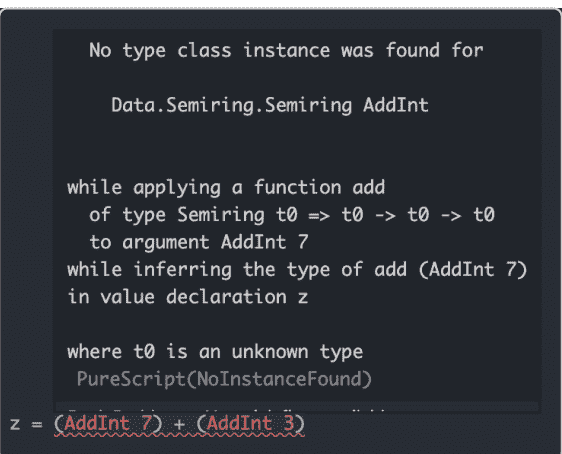 No type class instance was found for
Data.Semiring.Semiring AddInt
while applying a function add
of type Semiring t0 => t0 -> t0 -> t0
to argument AddInt 7
while inferring the type of add (AddInt 7)
in value declaration z
where t0 is an unknown type
PureScript(NoInstanceFound)
z = (AddInt 7) + (AddInt 3)